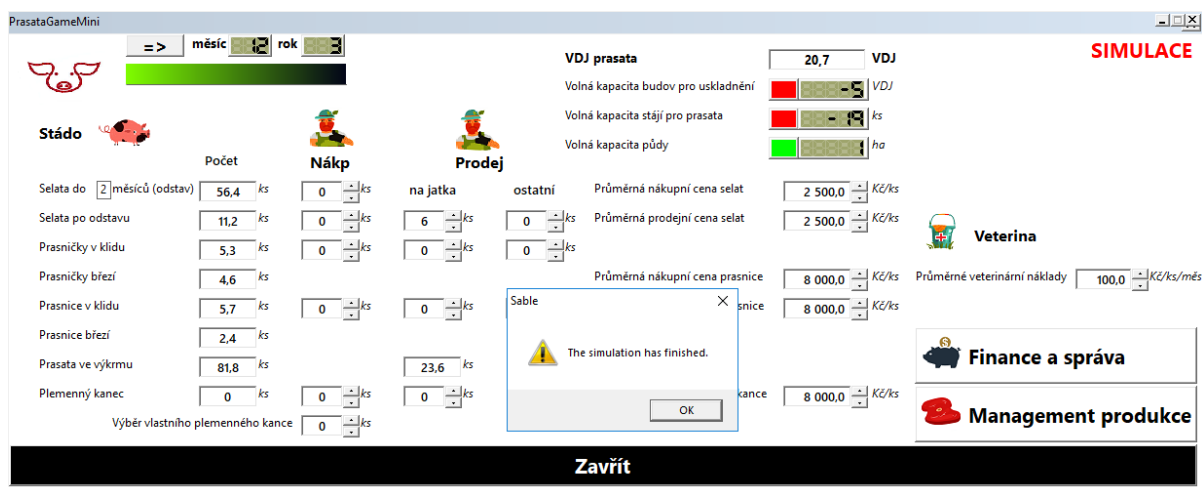 PrasataGameMini
=> měsíc 12 rok 3
SIMULACE
VDJ prasata 20,7 VDJ
Volná kapacita budov pro uskladnění -5 VDJ
Volná kapacita stájí pro prasata -19 ks
Volná kapacita půdy 1 ha
Stádo
Počet Nákp Prodej
na jatka ostatní
Selata do 2 měsíců (odstav) 56,4 ks 0 ks
Průměrná nákupní cena selat 2 500,0 Kč/ks
Selata po odstavu 11,2 ks 0 ks 6 ks 0 ks
Průměrná prodejní cena selat 2 500,0 Kč/ks
Prasničky v klidu 5,3 ks 0 ks 0 ks 0 ks
Veterina
Prasničky březí 4,6 ks
Průměrná nákupní cena prasnice 8 000,0 Kč/ks
Průměrné veterinární náklady 100,0 Kč/ks/měs
Prasnice v klidu 5,7 ks 0 ks 0
snice 8 000,0 Kč/ks
Prasnice březí 2,4 ks
Prasata ve výkrmu 81,8 ks 23,6 ks
Plemenný kanec 0 ks 0 ks 0
kance 8 000,0 Kč/ks
Výběr vlastního plemenného kance 0 ks
Sable
The simulation has finished.
OK
Finance a správa
Management produkce
Zavřít